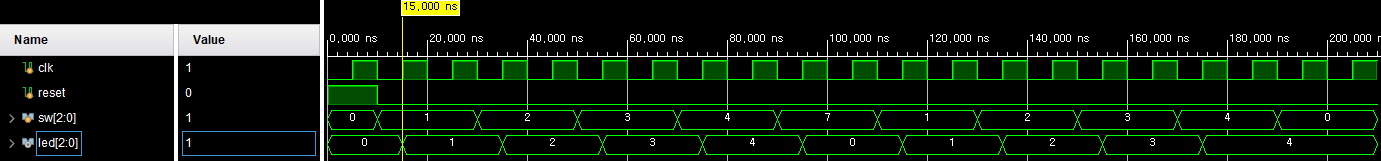 15,000 ns
Name Value
0,000 ns 20,000 ns 40,000 ns 60,000 ns 80,000 ns 100,000 ns 120,000 ns 140,000 ns 160,000 ns 180,000 ns 200,000 ns
clk 1
reset 0
sw[2:0] 1 0 1 2 3 4 7 1 2 3 4 0
led[2:0] 1 0 1 2 3 4 0 1 2 3 4